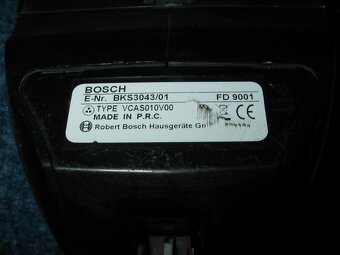 BOSCH
E-Nr. BKS3043/01 FD 9001
TYPE VCAS010V00
MADE IN P.R.C.
Robert Bosch Hausgeräte